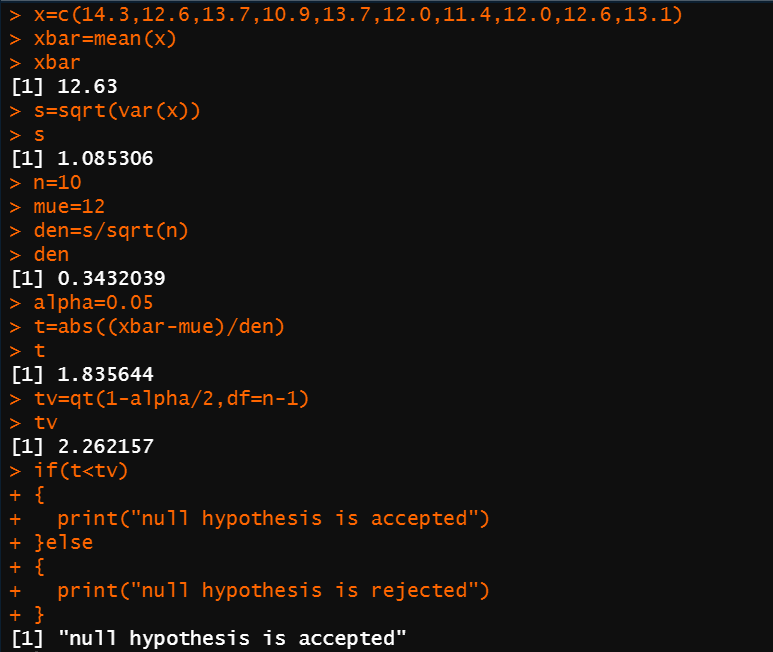 > x=c(14.3,12.6,13.7,10.9,13.7,12.0,11.4,12.0,12.6,13.1)
> xbar=mean(x)
> xbar
[1] 12.63
> s=sqrt(var(x))
> s
[1] 1.085306
> n=10
> mue=12
> den=s/sqrt(n)
> den
[1] 0.3432039
> alpha=0.05
> t=abs((xbar-mue)/den)
> t
[1] 1.835644
> tv=qt(1-alpha/2,df=n-1)
> tv
[1] 2.262157
> if(t<tv)
+ {
+   print("null hypothesis is accepted")
+ }else
+ {
+   print("null hypothesis is rejected")
+ }
[1] "null hypothesis is accepted"